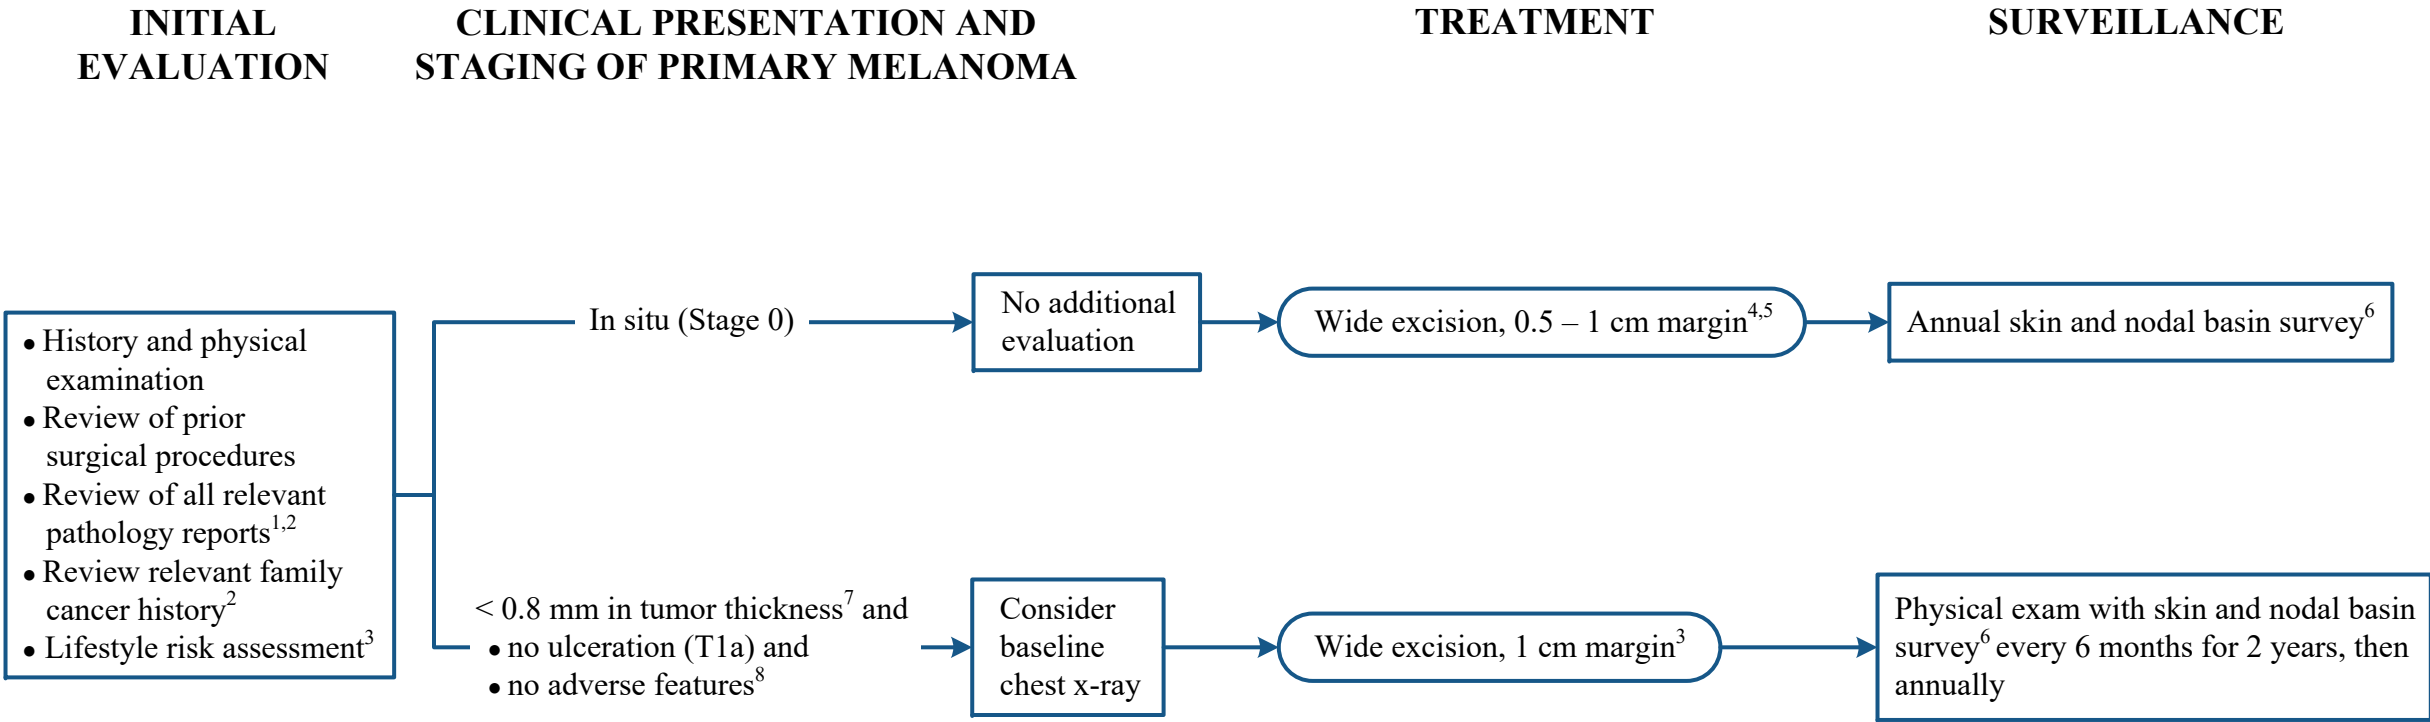 INITIAL
EVALUATION
CLINICAL PRESENTATION AND
STAGING OF PRIMARY MELANOMA
TREATMENT
SURVEILLANCE
• History and physical
examination
• Review of prior
surgical procedures
• Review of all relevant
pathology reports1,2
• Review relevant family
cancer history2
• Lifestyle risk assessment3
In situ (Stage 0)
No additional
evaluation
Wide excision, 0.5 – 1 cm margin4,5
Annual skin and nodal basin survey6
< 0.8 mm in tumor thickness7 and
• no ulceration (T1a) and
• no adverse features8
Consider
baseline
chest x-ray
Wide excision, 1 cm margin3
Physical exam with skin and nodal basin
survey6 every 6 months for 2 years, then
annually